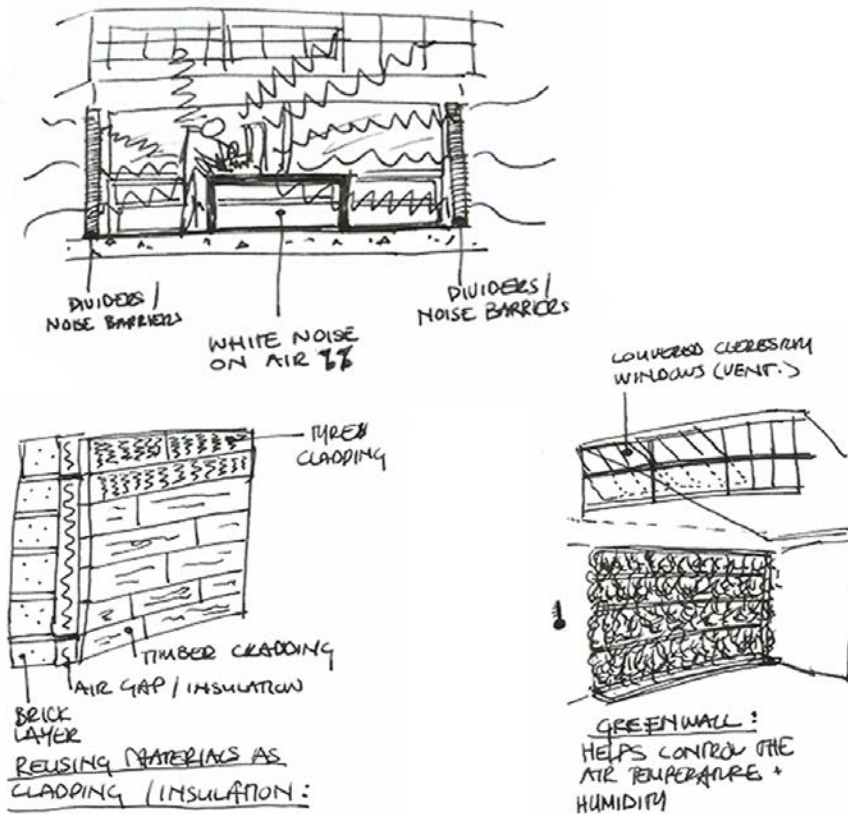 DIVIDERS /
NOISE BARRIERS
WHITE NOISE
ON AIR
DIVIDERS /
NOISE BARRIERS
LOUVERED CLERESTORY
WINDOWS (VENT.)
TYRES
CLADDING
TIMBER CLADDING
AIR GAP / INSULATION
BRICK
LAYER
REUSING MATERIALS AS
CLADDING / INSULATION:
GREENWALL:
HELPS CONTROL THE
AIR TEMPERATURE +
HUMIDITY